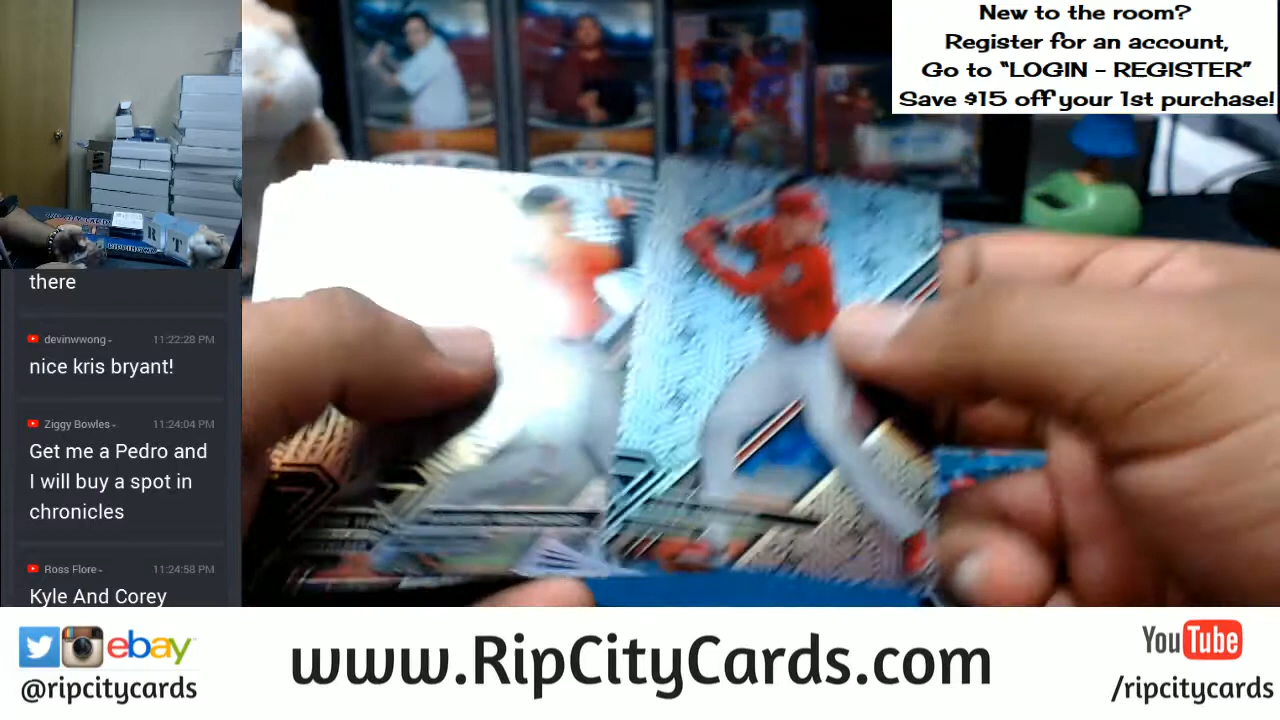 New to the room?
Register for an account,
Go to "LOGIN - REGISTER"
Save $15 off your 1st purchase!
R T
there
devinwwong- 11:22:28 PM
nice kris bryant!
Ziggy Bowles- 11:24:04 PM
Get me a Pedro and
I will buy a spot in
chronicles
Ross Flore- 11:24:58 PM
Kyle And Corey
ebay
@ripcitycards
www.RipCityCards.com
YouTube
/ripcitycards